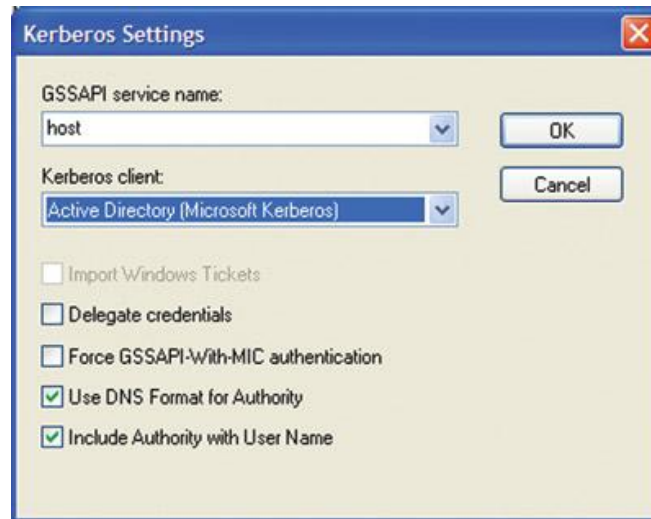 Kerberos Settings
GSSAPI service name:
host
OK
Kerberos client:
Cancel
Active Directory (Microsoft Kerberos)
Import Windows Tickets
Delegate credentials
Force GSSAPI-With-MIC authentication
Use DNS Format for Authority
Include Authority with User Name